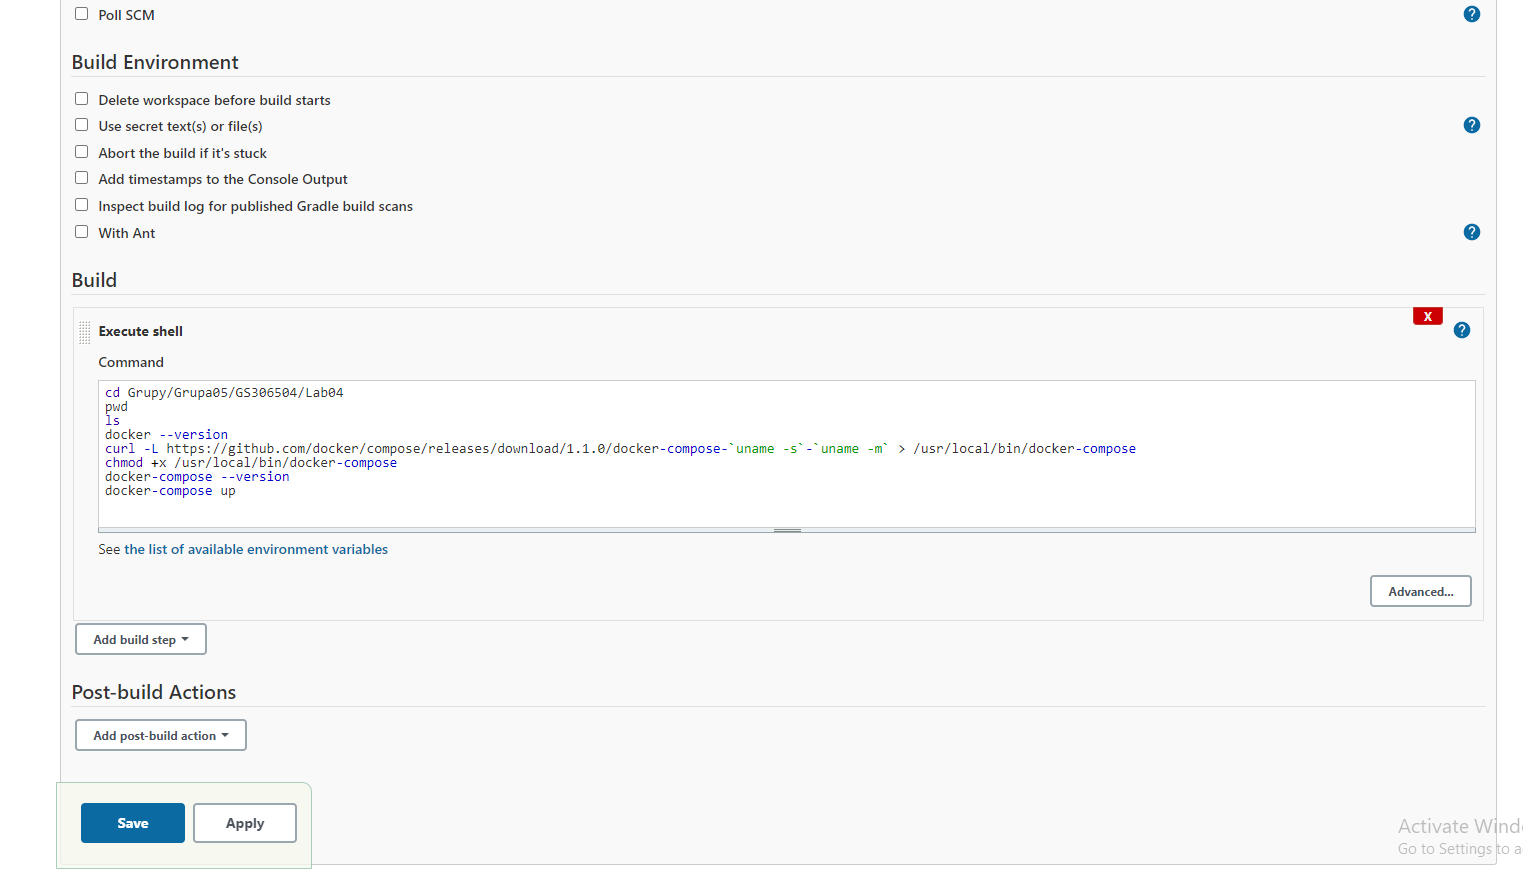 Poll SCM
?
Build Environment
Delete workspace before build starts
Use secret text(s) or file(s)
?
Abort the build if it's stuck
Add timestamps to the Console Output
Inspect build log for published Gradle build scans
With Ant
?
Build
X
Execute shell
?
Command
cd Grupy/Grupa05/GS306504/Lab04
pwd
ls
docker --version
curl -L https://github.com/docker/compose/releases/download/1.1.0/docker-compose-`uname -s`-`uname -m` > /usr/local/bin/docker-compose
chmod +x /usr/local/bin/docker-compose
docker-compose --version
docker-compose up
See the list of available environment variables
Advanced...
Add build step
Post-build Actions
Add post-build action
Save
Apply
Activate Wind
Go to Settings to a